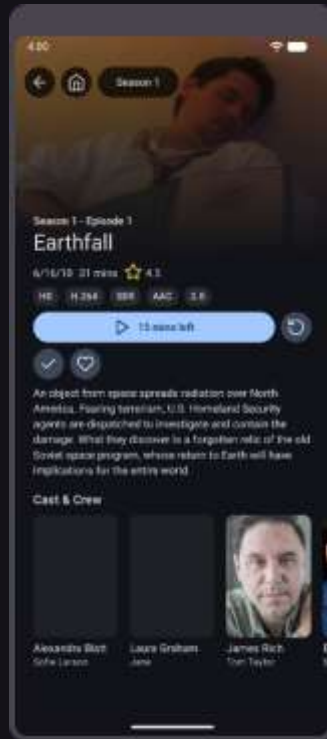 4:00
Season 1
Season 1 - Episode 1
Earthfall
6/16/10 21 mins 4.3
HD H.264 SDR AAC 2.0
15 mins left
An object from space spreads radiation over North
America. Fearing terrorism, U.S. Homeland Security
agents are dispatched to investigate and contain the
damage. What they discover is a forgotten relic of the old
Soviet space program, whose return to Earth will have
implications for the entire world.
Cast & Crew
Laura Graham
James Rich
Jane
Tom Taylor